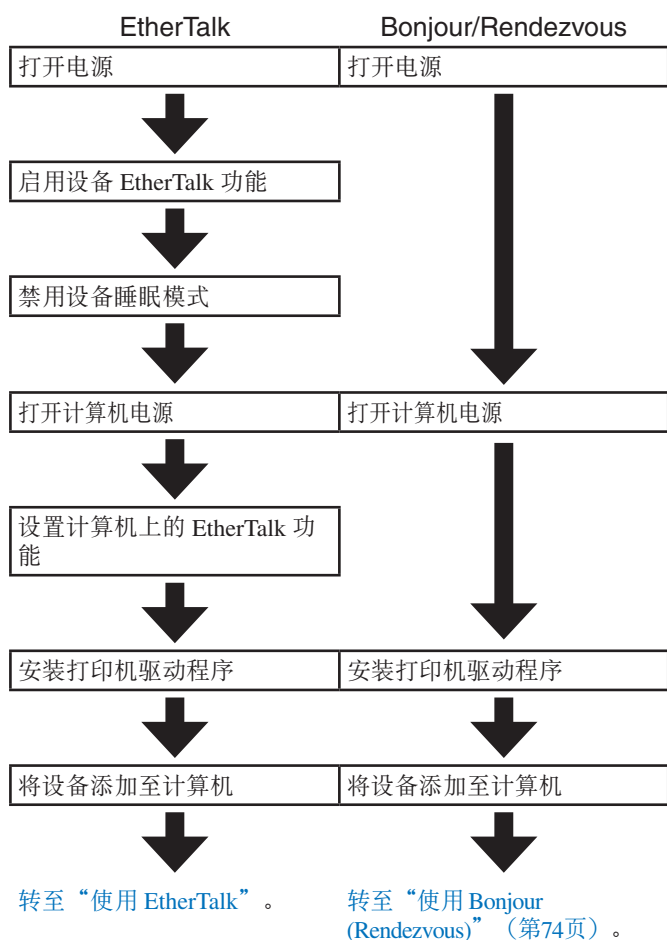 EtherTalk
Bonjour/Rendezvous
打开电源
打开电源
启用设备 EtherTalk 功能
禁用设备睡眠模式
打开计算机电源
打开计算机电源
设置计算机上的 EtherTalk 功
能
安装打印机驱动程序
安装打印机驱动程序
将设备添加至计算机
将设备添加至计算机
转至“使用 EtherTalk”。
转至“使用 Bonjour
(Rendezvous)”（第74页）。